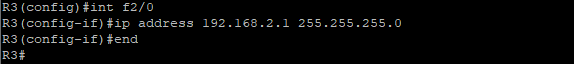 R3(config)#int f2/0
R3(config-if)#ip address 192.168.2.1 255.255.255.0
R3(config-if)#end
R3#